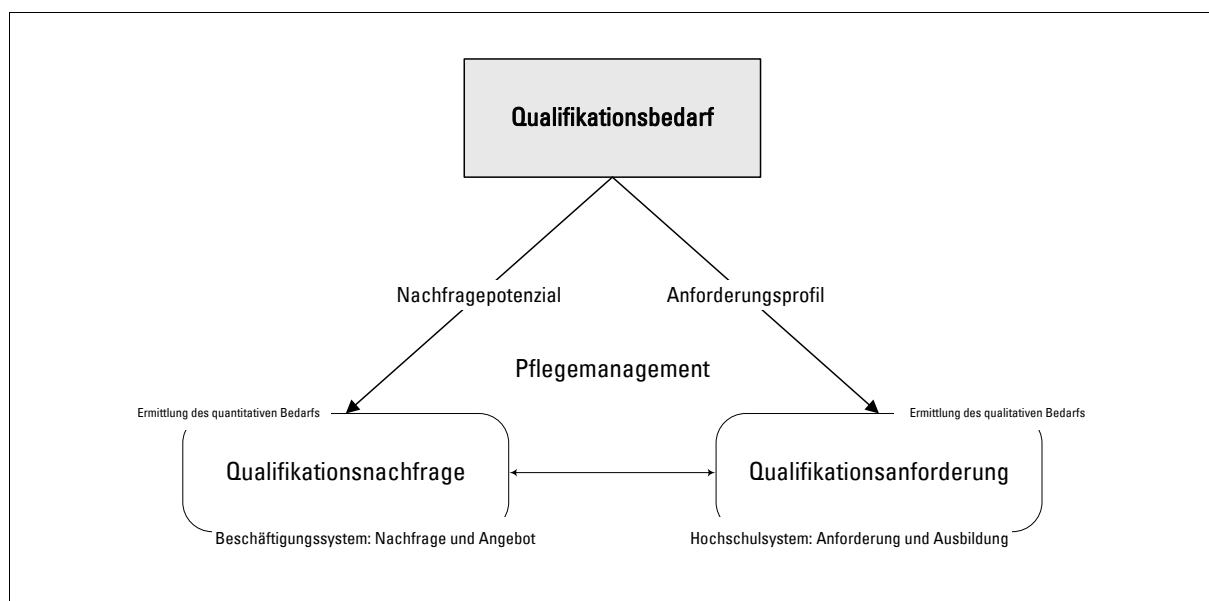 Qualifikationsbedarf
Nachfragepotenzial
Anforderungsprofil
Pflegemanagement
Ermittlung des quantitativen Bedarfs
Ermittlung des qualitativen Bedarfs
Qualifikationsnachfrage
Qualifikationsanforderung
Beschäftigungssystem: Nachfrage und Angebot
Hochschulsystem: Anforderung und Ausbildung